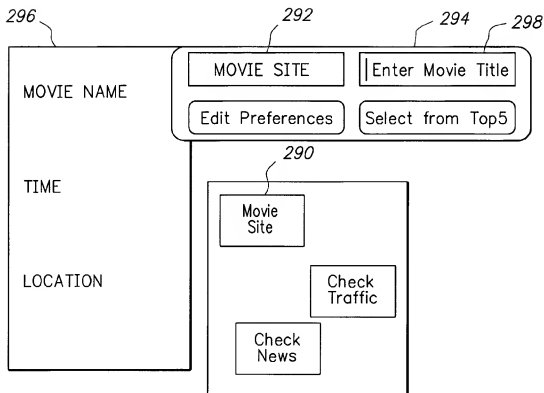 296
292
294
298
MOVIE SITE
Enter Movie Title
MOVIE NAME
Edit Preferences
Select from Top5
TIME
290
Movie
Site
LOCATION
Check
Traffic
Check
News